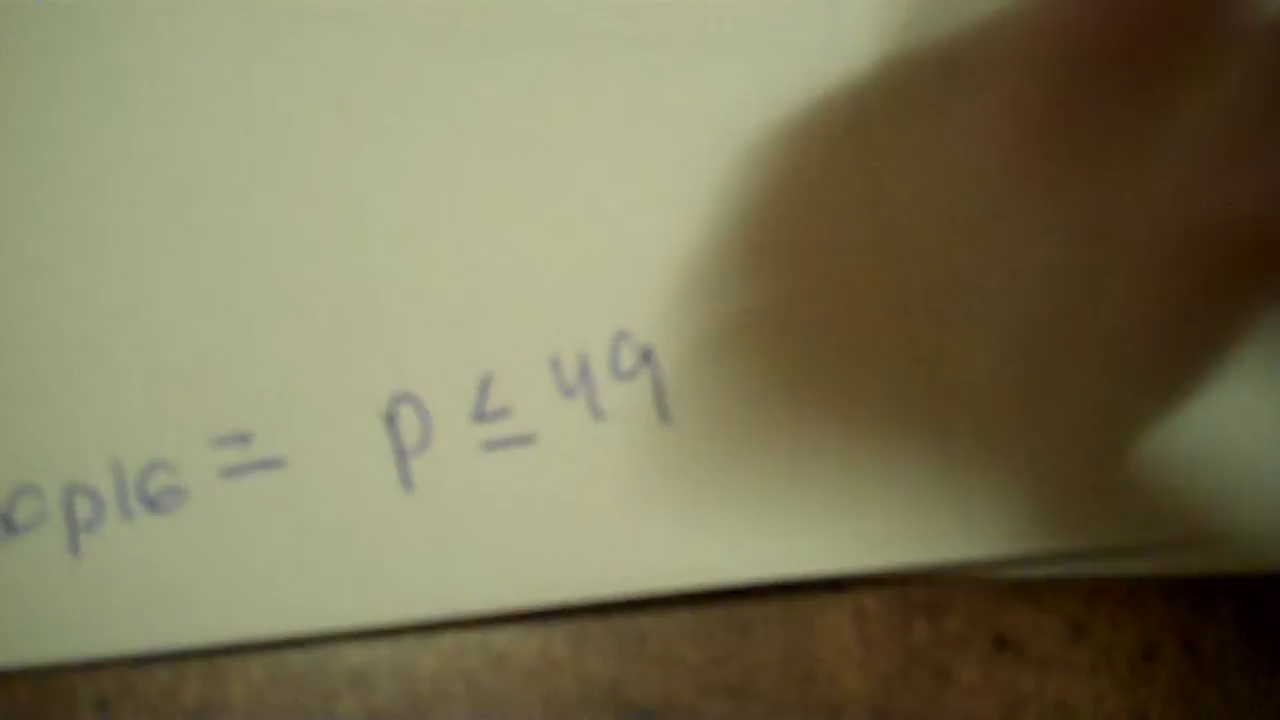 ople = p ≤ 49